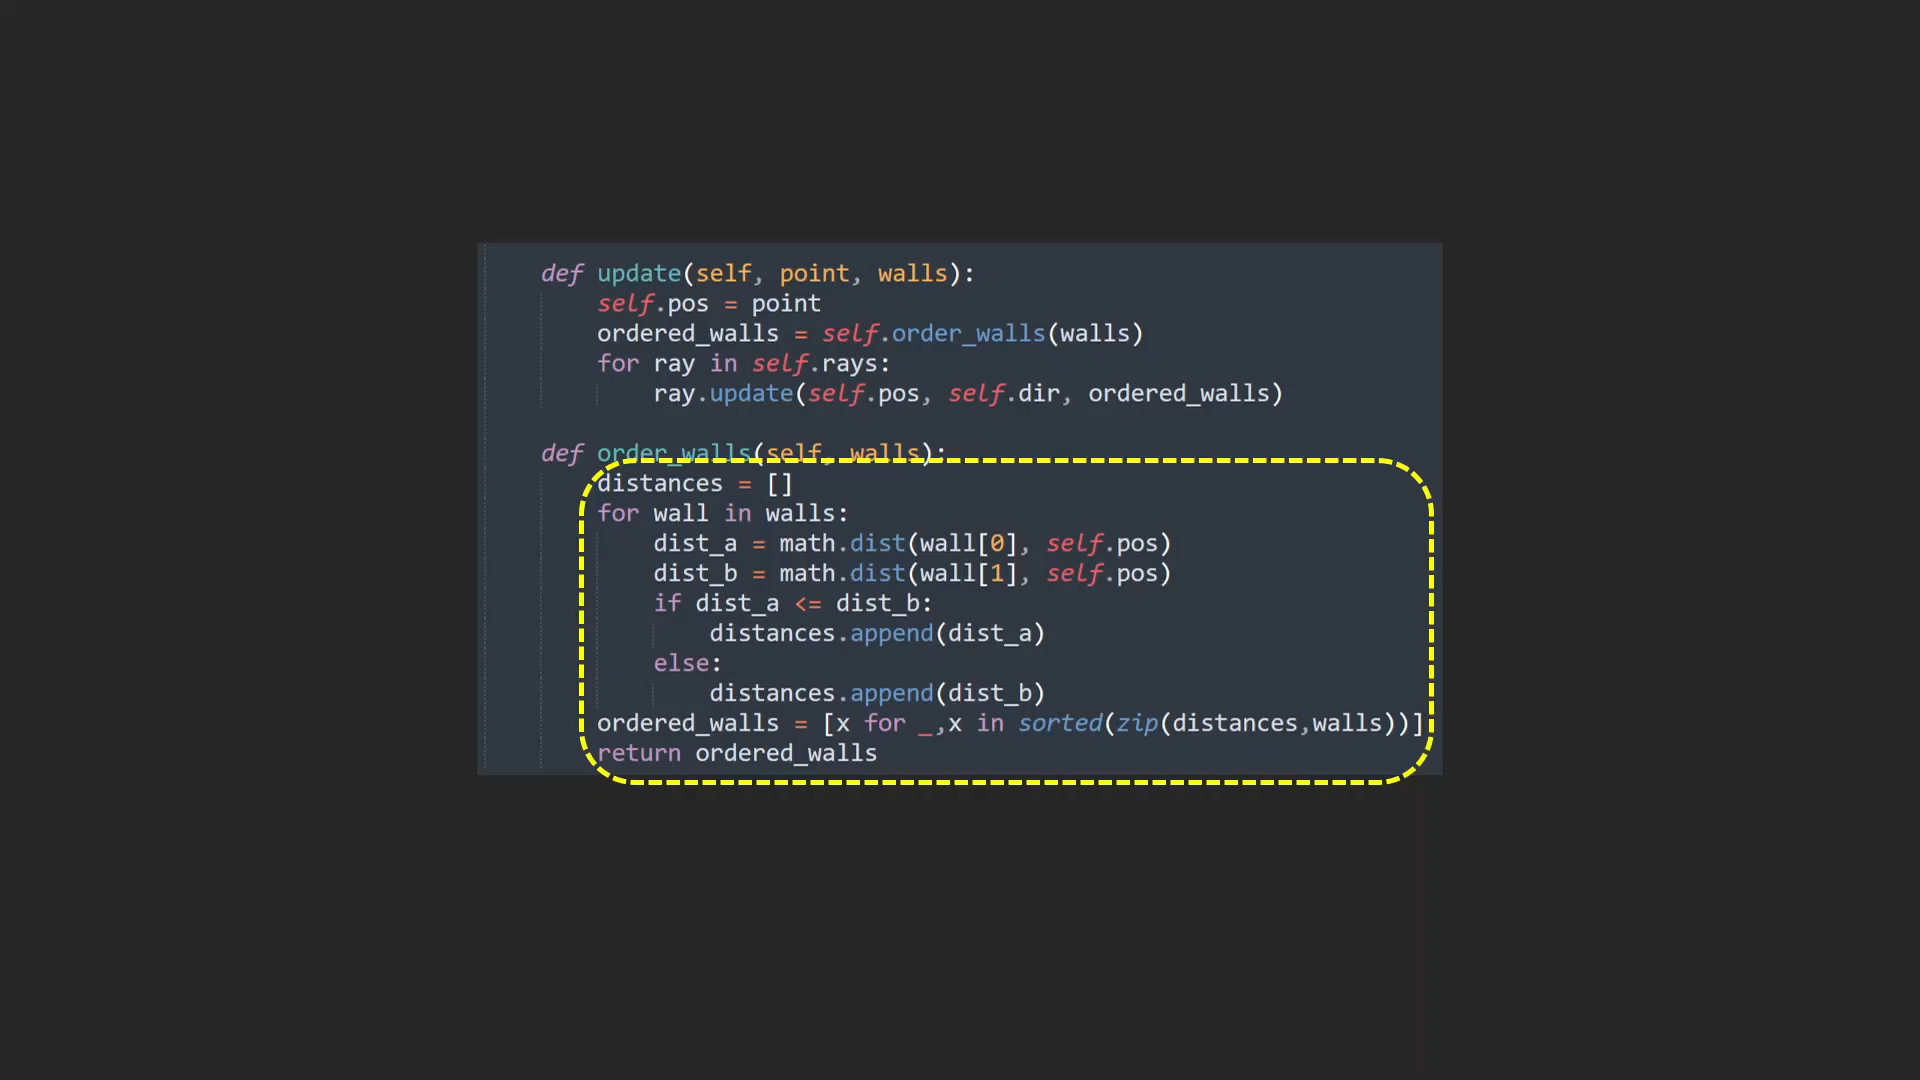 def update(self, point, walls):
self.pos = point
ordered_walls = self.order_walls(walls)
for ray in self.rays:
ray.update(self.pos, self.dir, ordered_walls)
def order_walls(self, walls):
distances = []
for wall in walls:
dist_a = math.dist(wall[0], self.pos)
dist_b = math.dist(wall[1], self.pos)
if dist_a <= dist_b:
distances.append(dist_a)
else:
distances.append(dist_b)
ordered_walls = [x for _,x in sorted(zip(distances,walls))]
return ordered_walls